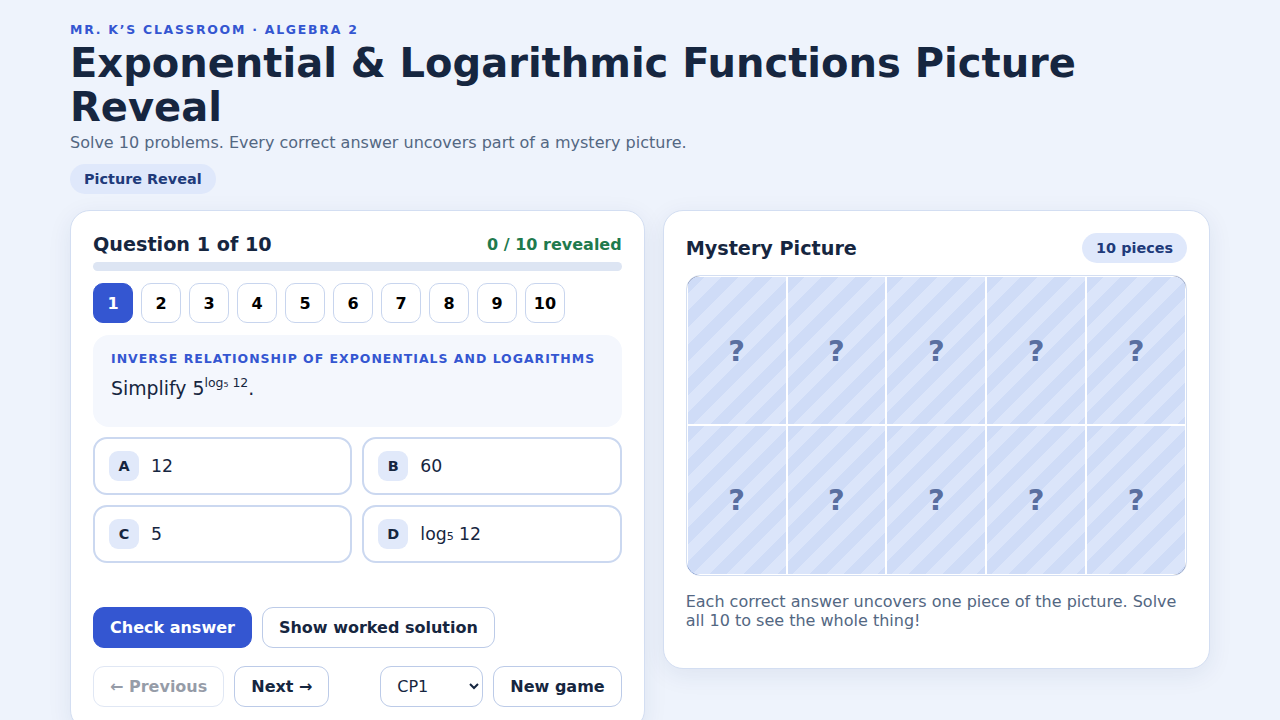 MR. K’S CLASSROOM · ALGEBRA 2
Exponential & Logarithmic Functions Picture
Reveal
Solve 10 problems. Every correct answer uncovers part of a mystery picture.
Picture Reveal
Question 1 of 10
0 / 10 revealed
1 2 3 4 5 6 7 8 9 10
INVERSE RELATIONSHIP OF EXPONENTIALS AND LOGARITHMS
Simplify 5^log₅ 12.
A 12
B 60
C 5
D log₅ 12
Check answer
Show worked solution
← Previous
Next →
CP1
New game
Mystery Picture
10 pieces
? ? ? ? ?
? ? ? ? ?
Each correct answer uncovers one piece of the picture. Solve
all 10 to see the whole thing!